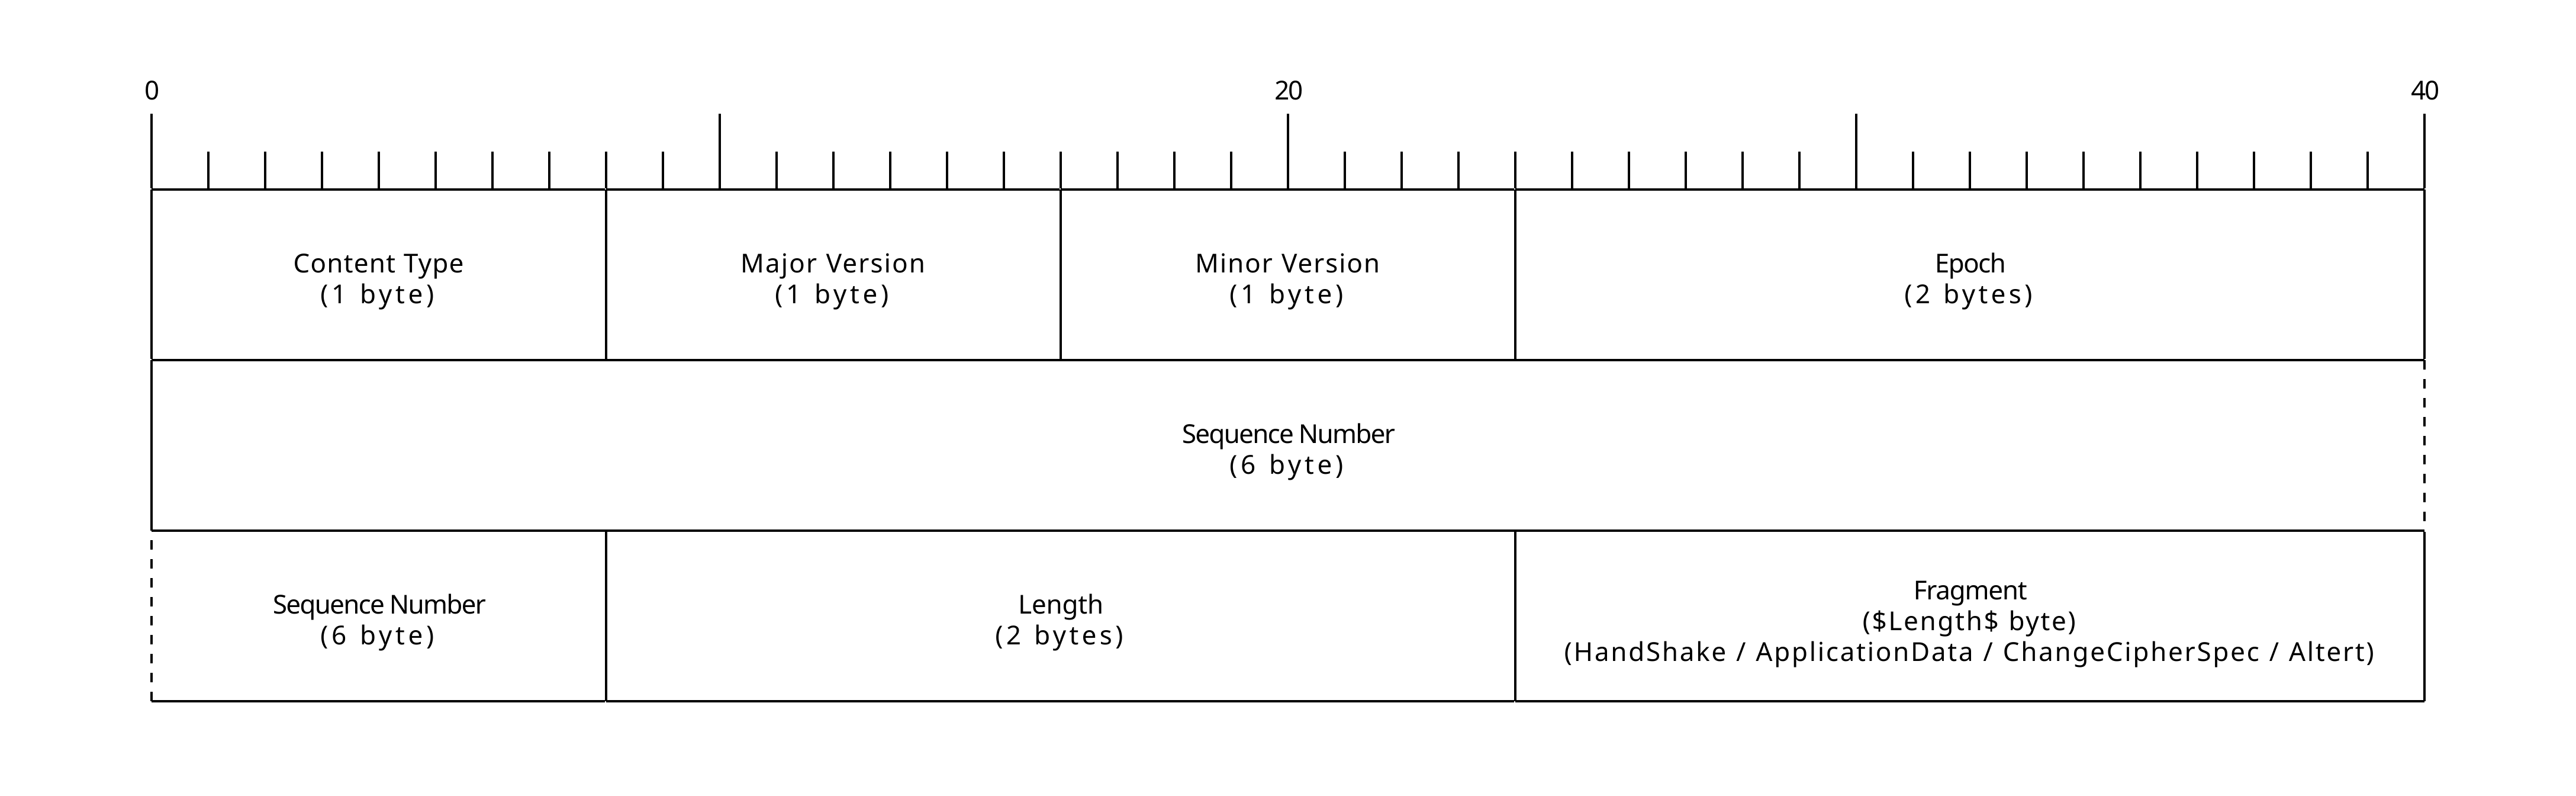 0
20
40
Content Type
(1 byte)
Major Version
(1 byte)
Minor Version
(1 byte)
Epoch
(2 bytes)
Sequence Number
(6 byte)
Sequence Number
(6 byte)
Length
(2 bytes)
Fragment
($Length$ byte)
(HandShake / ApplicationData / ChangeCipherSpec / Altert)